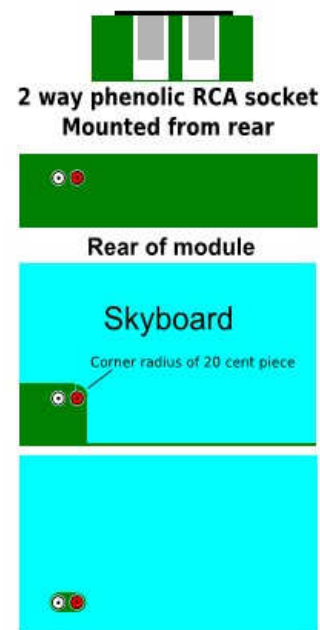 2 way phenolic RCA socket
Mounted from rear
Rear of module
Skyboard
Corner radius of 20 cent piece